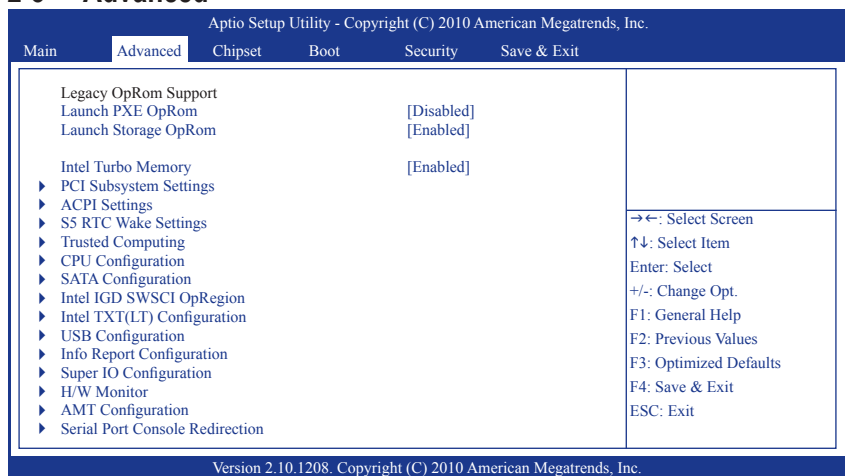 Aptio Setup Utility - Copyright (C) 2010 American Megatrends, Inc.
Main Advanced Chipset Boot Security Save & Exit
Legacy OpRom Support
Launch PXE OpRom [Disabled]
Launch Storage OpRom [Enabled]
Intel Turbo Memory [Enabled]
PCI Subsystem Settings
ACPI Settings
S5 RTC Wake Settings
Trusted Computing
CPU Configuration
SATA Configuration
Intel IGD SWSCI OpRegion
Intel TXT(LT) Configuration
USB Configuration
Info Report Configuration
Super IO Configuration
H/W Monitor
AMT Configuration
Serial Port Console Redirection
→←: Select Screen
↑↓: Select Item
Enter: Select
+/-: Change Opt.
F1: General Help
F2: Previous Values
F3: Optimized Defaults
F4: Save & Exit
ESC: Exit
Version 2.10.1208. Copyright (C) 2010 American Megatrends, Inc.